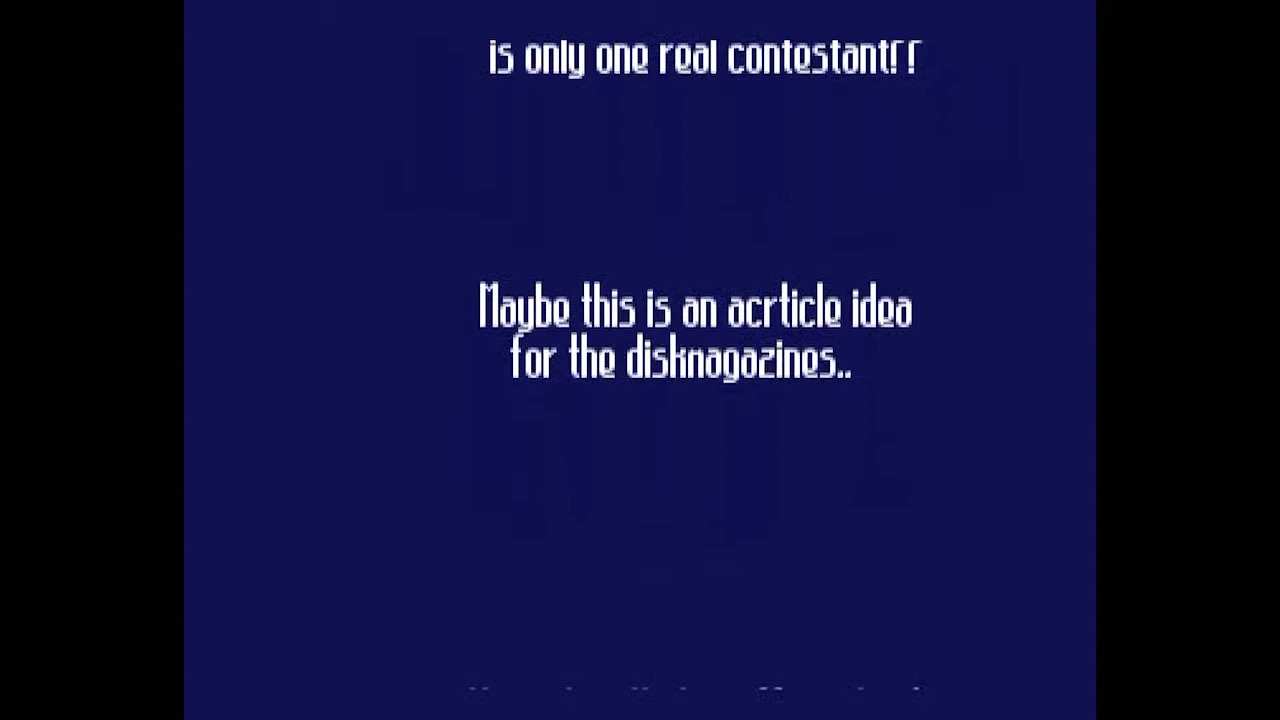 is only one real contestant!!
Maybe this is an acrticle idea
for the diskmagazines..